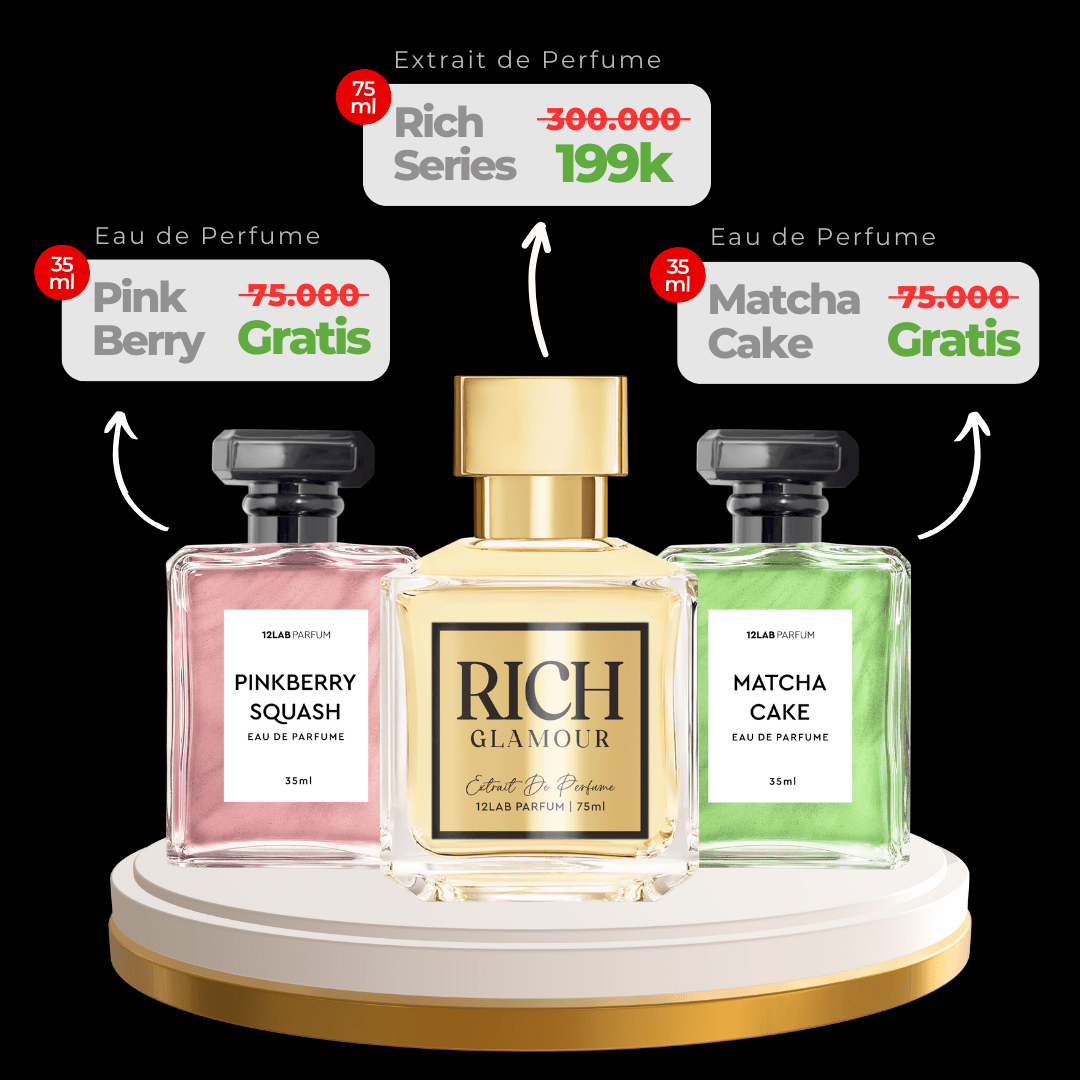 Extrait de Perfume
75
ml
Rich
Series
300.000
199k
Eau de Perfume
35
ml
Pink
Berry
75.000
Gratis
Eau de Perfume
35
ml
Matcha
Cake
75.000
Gratis
12LAB PARFUM
PINKBERRY
SQUASH
EAU DE PARFUME
35ml
RICH
GLAMOUR
Extrait De Perfume
12LAB PARFUM | 75ml
12LAB PARFUM
MATCHA
CAKE
EAU DE PARFUME
35ml